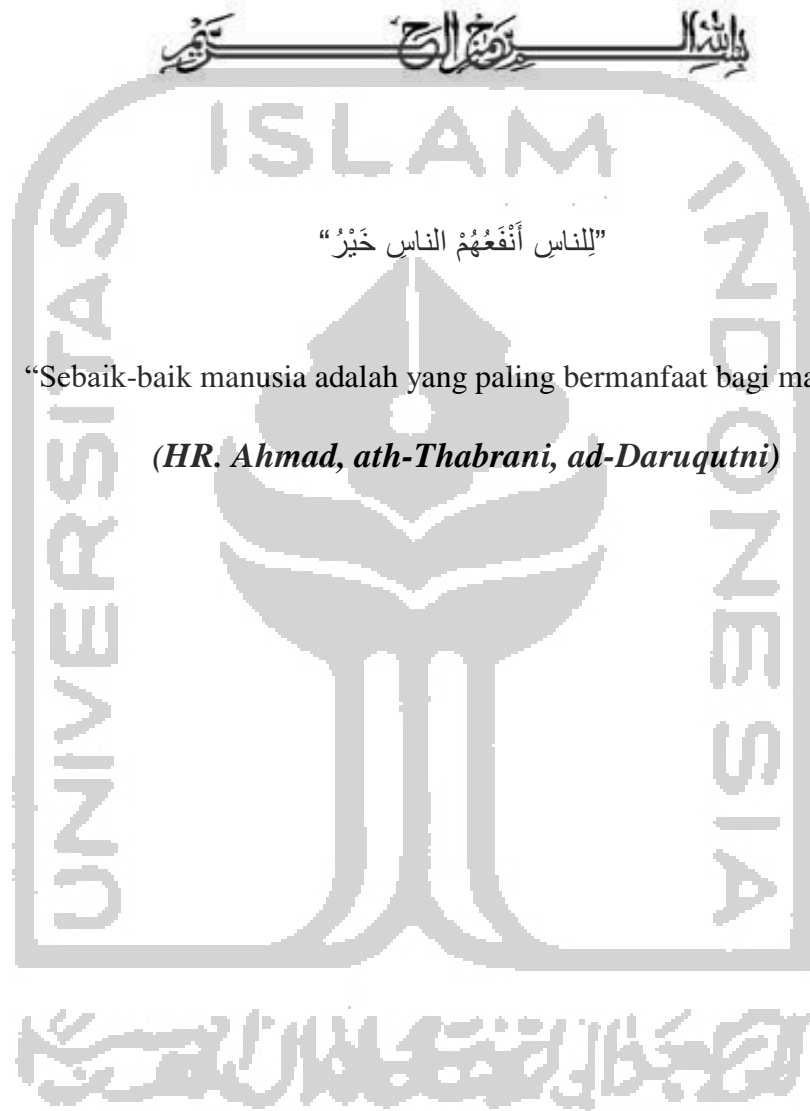 بسم الله الرحمن الرحيم
ISLAM
UNIVERSITAS
INDONESIA
”لِلناسِ أَنْفَعُهُمْ الناسِ خَيْرُ“
“Sebaik-baik manusia adalah yang paling bermanfaat bagi
(HR. Ahmad, ath-Thabrani, ad-Daruqutni)